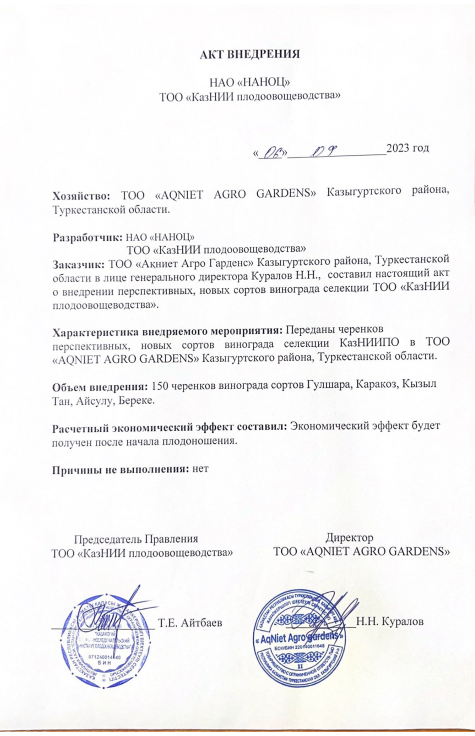 АКТ ВНЕДРЕНИЯ
НАО «НАНОЦ»
ТОО «КазНИИ плодоовощеводства»
« » 2023 год
Хозяйство: ТОО «AQNIET AGRO GARDENS» Казыгуртского района,
Туркестанской области.
Разработчик: НАО «НАНОЦ»
ТОО «КазНИИ плодоовощеводства»
Заказчик: ТОО «Ақниет Агро Гарденс» Казыгуртского района, Туркестанской
области в лице генерального директора Куралов Н.Н., составил настоящий акт
о внедрении перспективных, новых сортов винограда селекции ТОО «КазНИИ
плодоовощеводства».
Характеристика внедряемого мероприятия: Переданы черенков
перспективных, новых сортов винограда селекции КазНИИПО в ТОО
«AQNIET AGRO GARDENS» Казыгуртского района, Туркестанской области.
Объем внедрения: 150 черенков винограда сортов Гулшара, Каракоз, Кызыл
Тан, Айсулу, Береке.
Расчетный экономический эффект составил: Экономический эффект будет
получен после начала плодоношения.
Причины не выполнения: нет
Председатель Правления
ТОО «КазНИИ плодоовощеводства»
Директор
ТОО «AQNIET AGRO GARDENS»
Т.Е. Айтбаев
Н.Н. Куралов
«AqNiet Agro gardens»